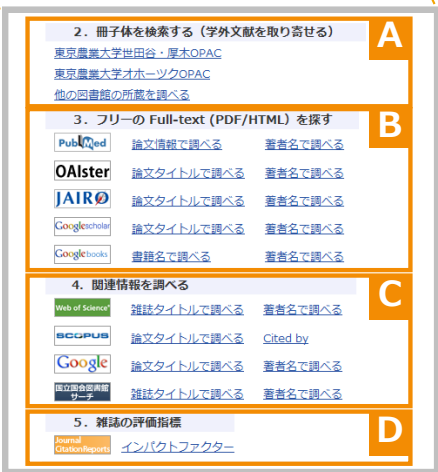 2. 冊子体を検索する（学外文献を取り寄せる） A
東京農業大学世田谷・厚木OPAC
東京農業大学オホーツクOPAC
他の図書館の所蔵を調べる
3. フリーの Full-text (PDF/HTML) を探す B
PubMed 論文情報で調べる 著者名で調べる
OAIster 論文タイトルで調べる 著者名で調べる
JAIRO 論文タイトルで調べる 著者名で調べる
Googlescholar 論文タイトルで調べる 著者名で調べる
Googlebooks 書籍名で調べる 著者名で調べる
4. 関連情報を調べる C
Web of Science 雑誌タイトルで調べる 著者名で調べる
SCOPUS 論文タイトルで調べる Cited by
Google 論文タイトルで調べる 著者名で調べる
国立国会図書館
サーチ 雑誌タイトルで調べる 著者名で調べる
5. 雑誌の評価指標 D
Journal
CitationReports インパクトファクター